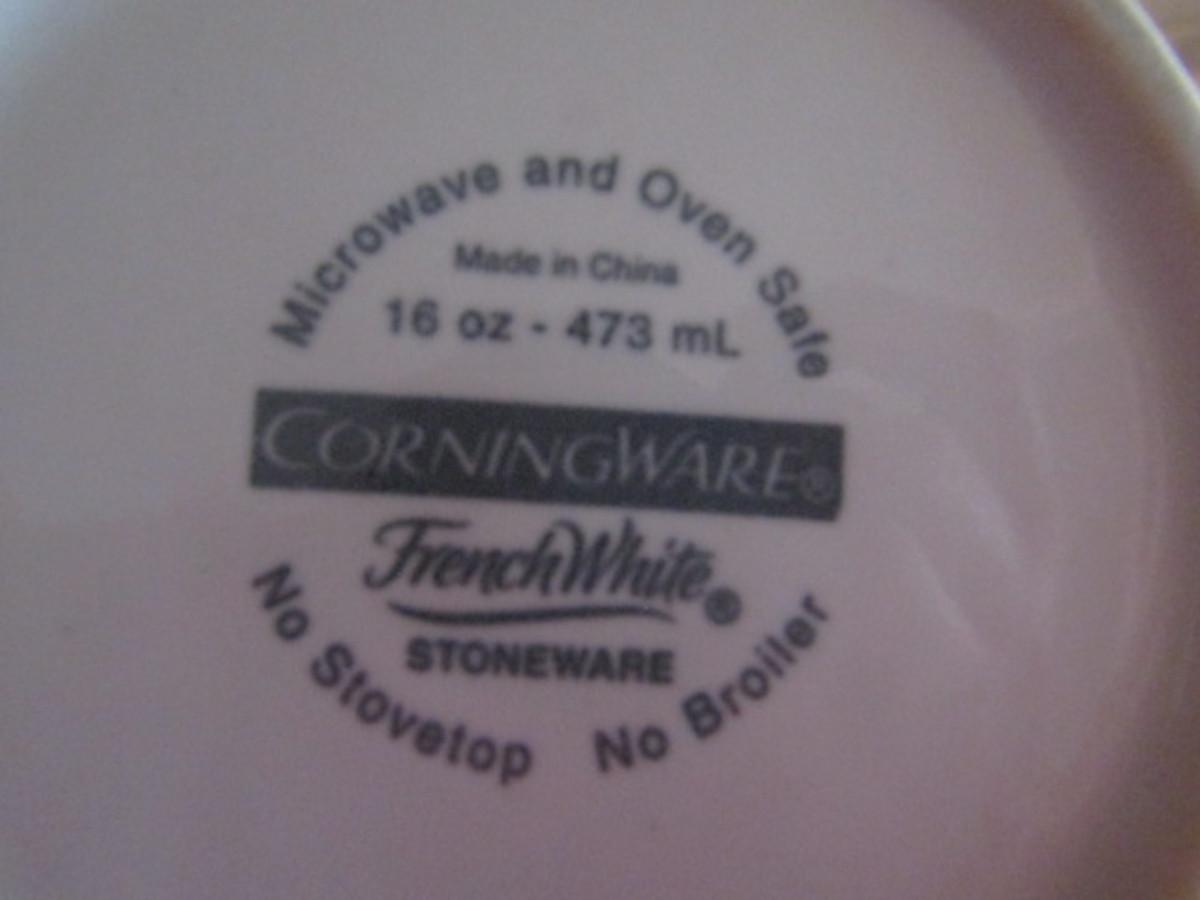 Microwave and Oven Safe
Made in China
16 oz - 473 mL
CORNINGWARE®
FrenchWhite®
STONEWARE
No Stovetop No Broiler